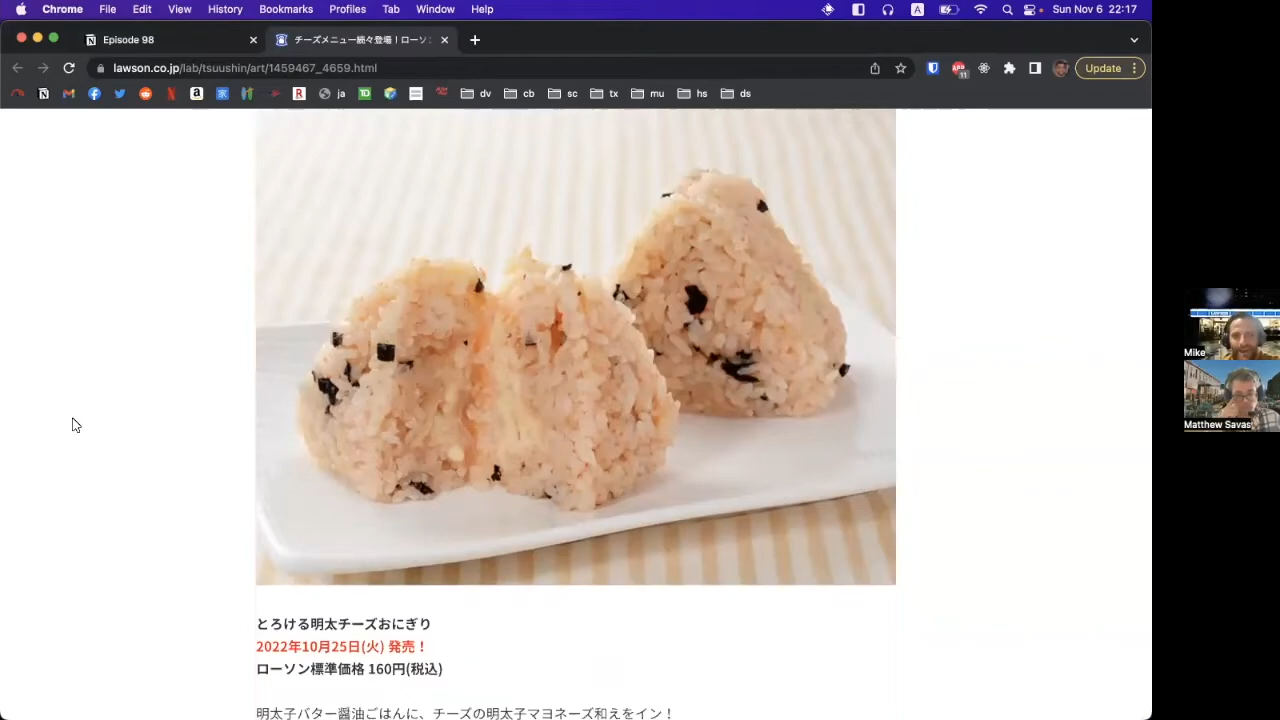 Chrome File Edit View History Bookmarks Profiles Tab Window Help A Sun Nov 6 22:17
Episode 98 チーズメニュー続々登場！ローソ
lawson.co.jp/lab/tsuushin/art/1459467_4659.html 11 Update
ja dv cb sc tx mu hs ds
Mike
Matthew Savas
とろける明太チーズおにぎり
2022年10月25日(火) 発売！
ローソン標準価格 160円(税込)
明太子バター醤油ごはんに、チーズの明太子マヨネーズ和えをイン！